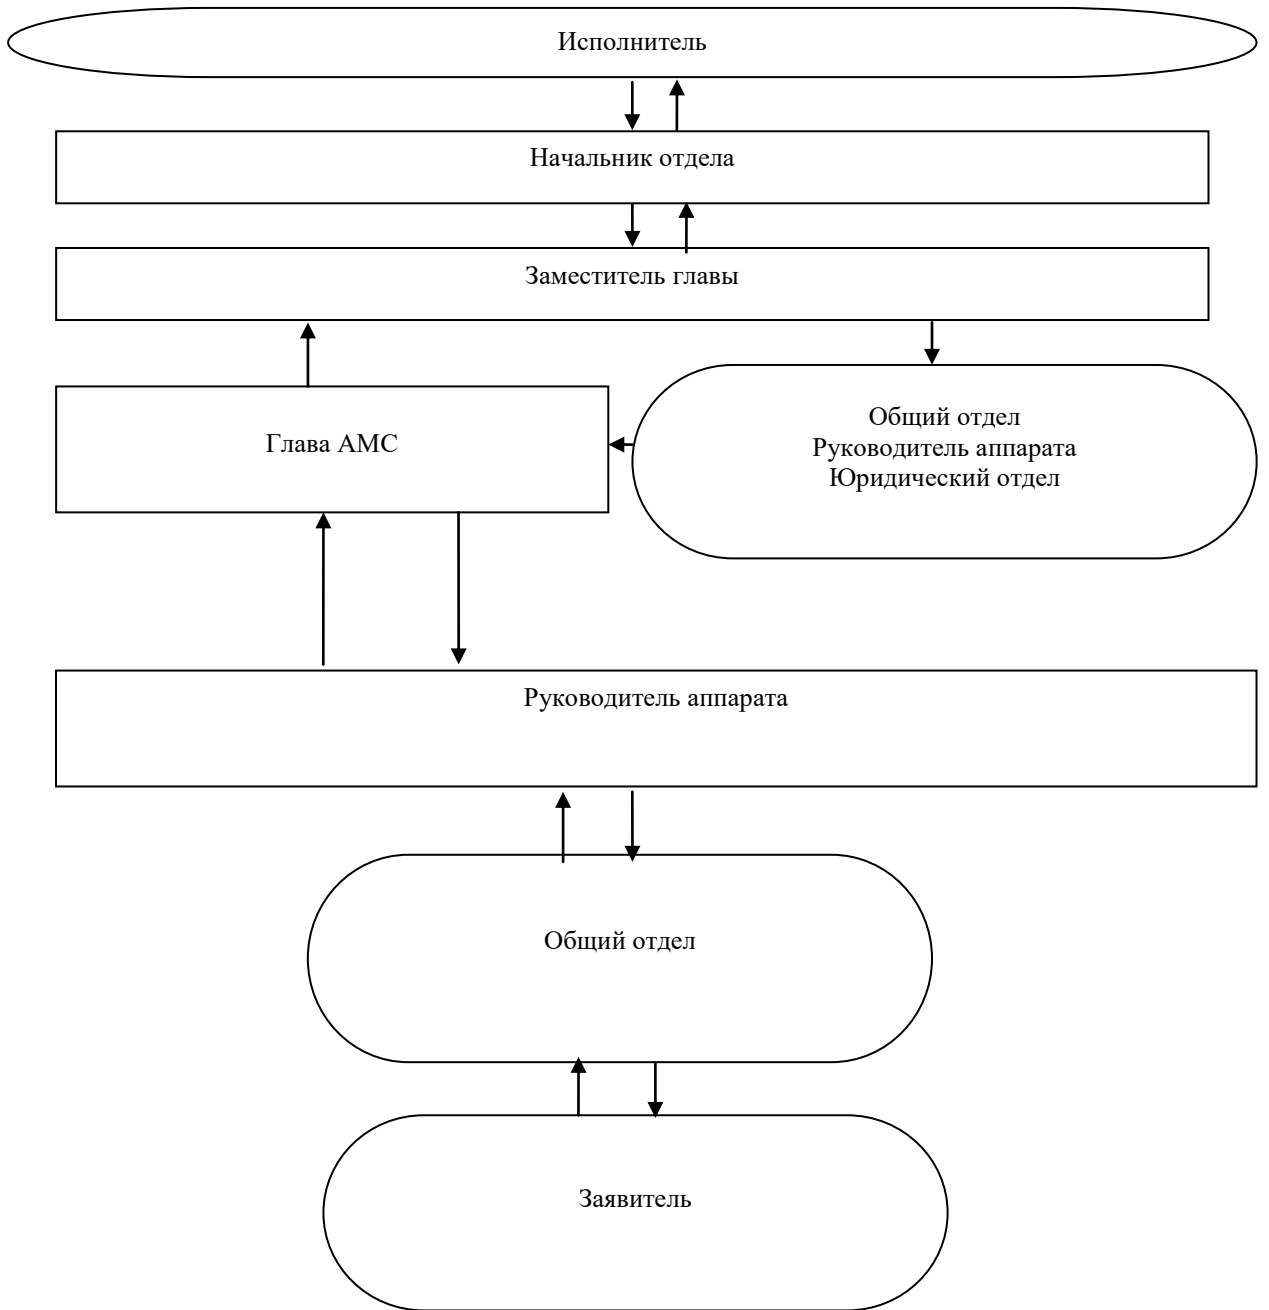 Исполнитель
Начальник отдела
Заместитель главы
Глава АМС
Общий отдел
Руководитель аппарата
Юридический отдел
Руководитель аппарата
Общий отдел
Заявитель